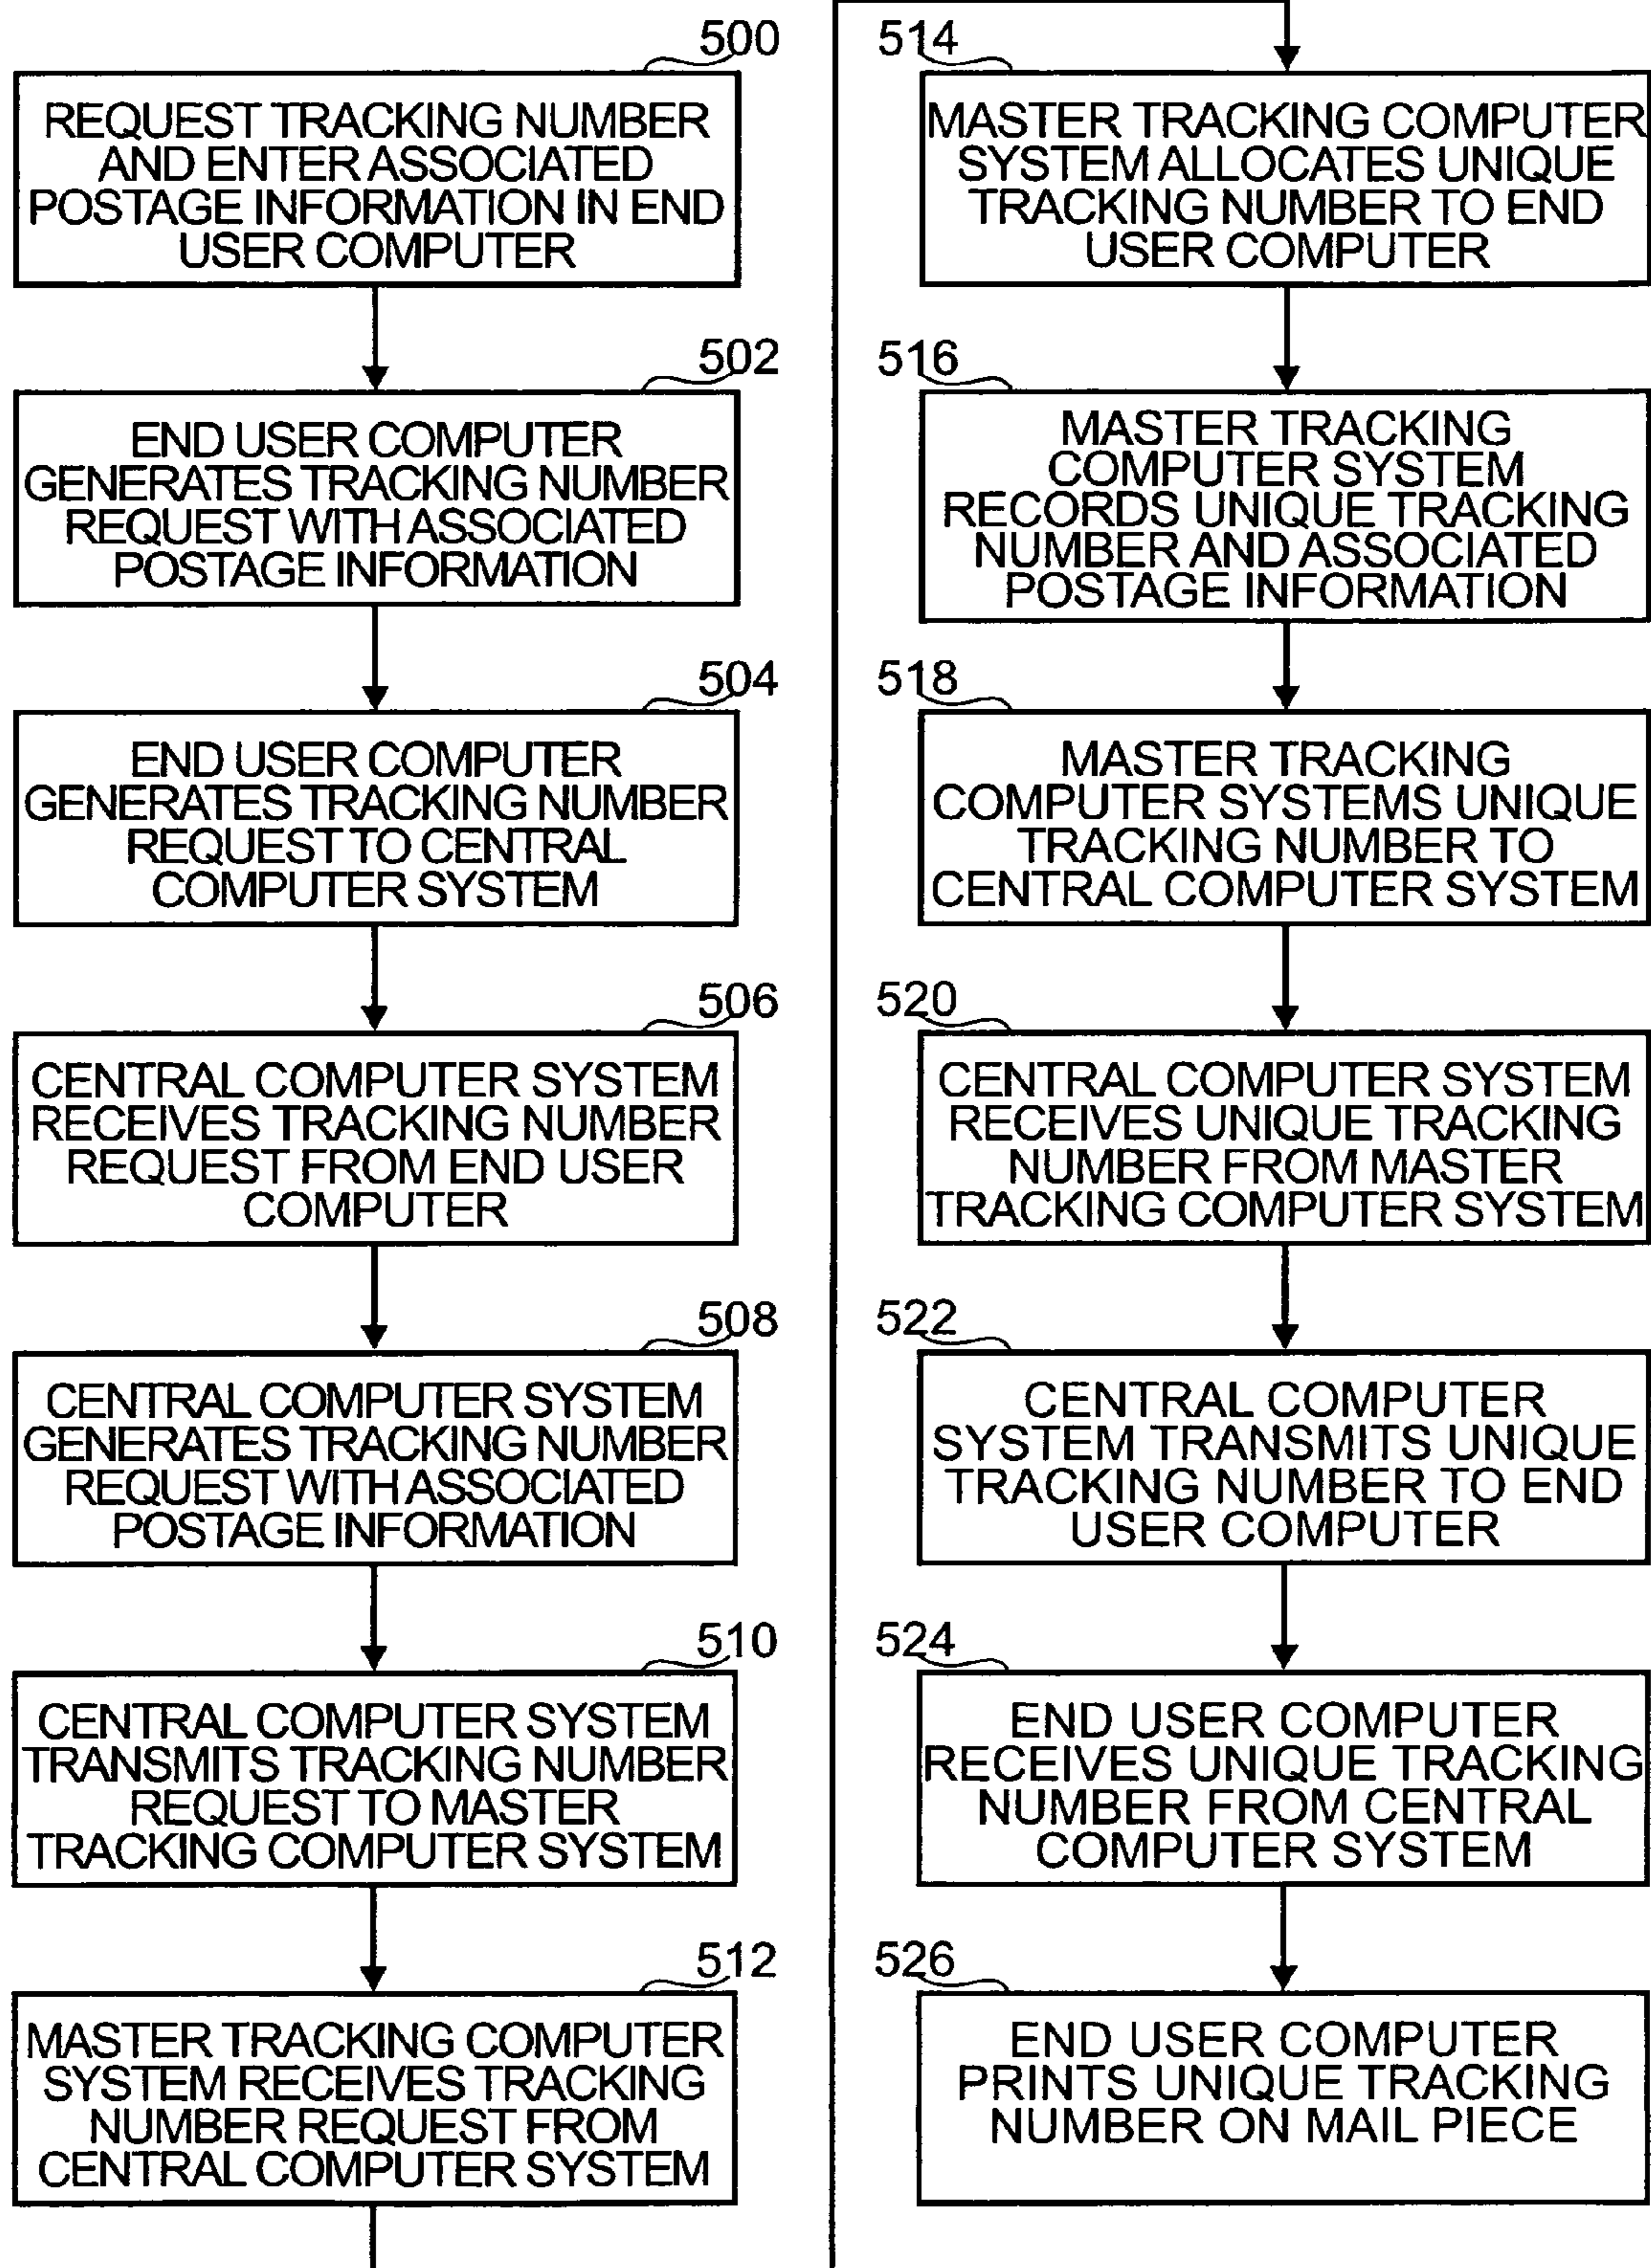 500
REQUEST TRACKING NUMBER
AND ENTER ASSOCIATED
POSTAGE INFORMATION IN END
USER COMPUTER
502
END USER COMPUTER
GENERATES TRACKING NUMBER
REQUEST WITH ASSOCIATED
POSTAGE INFORMATION
504
END USER COMPUTER
GENERATES TRACKING NUMBER
REQUEST TO CENTRAL
COMPUTER SYSTEM
506
CENTRAL COMPUTER SYSTEM
RECEIVES TRACKING NUMBER
REQUEST FROM END USER
COMPUTER
508
CENTRAL COMPUTER SYSTEM
GENERATES TRACKING NUMBER
REQUEST WITH ASSOCIATED
POSTAGE INFORMATION
510
CENTRAL COMPUTER SYSTEM
TRANSMITS TRACKING NUMBER
REQUEST TO MASTER
TRACKING COMPUTER SYSTEM
512
MASTER TRACKING COMPUTER
SYSTEM RECEIVES TRACKING
NUMBER REQUEST FROM
CENTRAL COMPUTER SYSTEM
514
MASTER TRACKING COMPUTER
SYSTEM ALLOCATES UNIQUE
TRACKING NUMBER TO END
USER COMPUTER
516
MASTER TRACKING
COMPUTER SYSTEM
RECORDS UNIQUE TRACKING
NUMBER AND ASSOCIATED
POSTAGE INFORMATION
518
MASTER TRACKING
COMPUTER SYSTEMS UNIQUE
TRACKING NUMBER TO
CENTRAL COMPUTER SYSTEM
520
CENTRAL COMPUTER SYSTEM
RECEIVES UNIQUE TRACKING
NUMBER FROM MASTER
TRACKING COMPUTER SYSTEM
522
CENTRAL COMPUTER
SYSTEM TRANSMITS UNIQUE
TRACKING NUMBER TO END
USER COMPUTER
524
END USER COMPUTER
RECEIVES UNIQUE TRACKING
NUMBER FROM CENTRAL
COMPUTER SYSTEM
526
END USER COMPUTER
PRINTS UNIQUE TRACKING
NUMBER ON MAIL PIECE